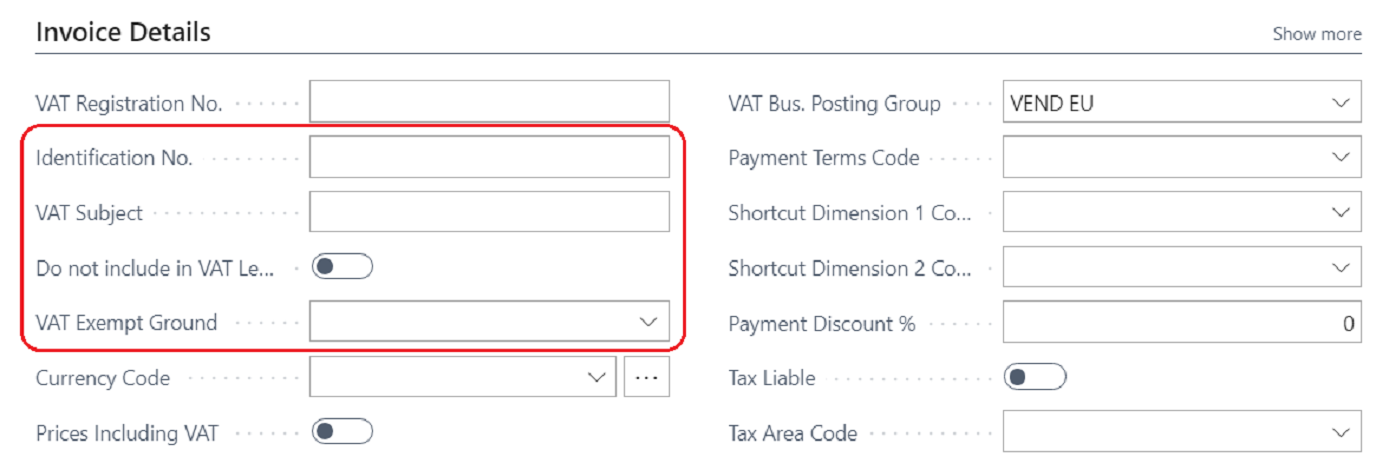 Invoice Details
Show more
VAT Registration No.
Identification No.
VAT Subject
Do not include in VAT Le...
VAT Exempt Ground
Currency Code
...
Prices Including VAT
VAT Bus. Posting Group
VEND EU
Payment Terms Code
Shortcut Dimension 1 Co...
Shortcut Dimension 2 Co...
Payment Discount %
0
Tax Liable
Tax Area Code